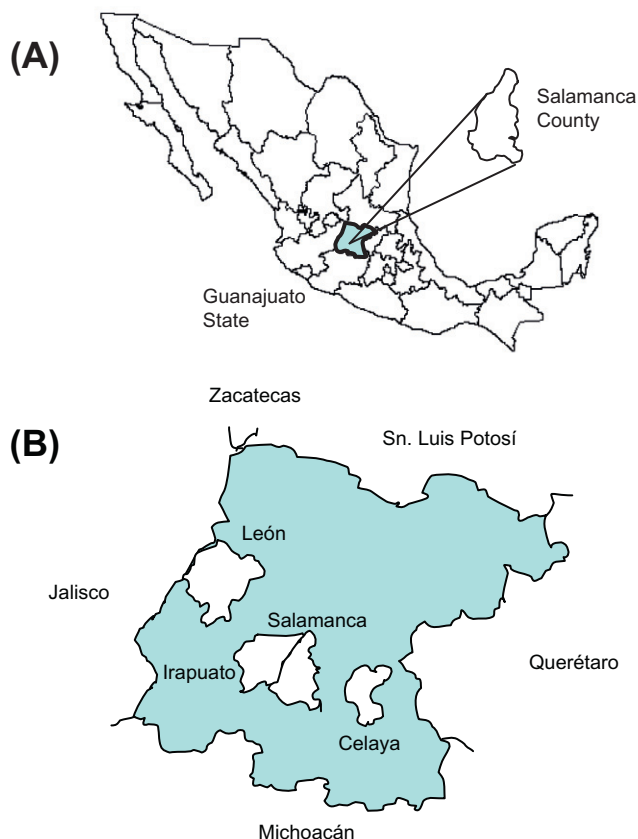 (A)
Salamanca
County
Guanajuato
State
Zacatecas
(B)
Sn. Luis Potosí
León
Jalisco
Salamanca
Irapuato
Querétaro
Celaya
Michoacán